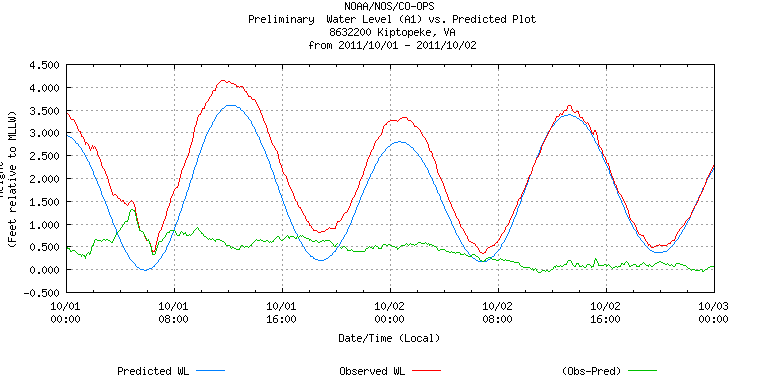 NOAA/NOS/CO-OPS
Preliminary  Water Level (A1) vs. Predicted Plot
8632200 Kiptopeke, VA
from 2011/10/01 - 2011/10/02
4.500
4.000
3.500
3.000
2.500
2.000
1.500
1.000
0.500
0.000
-0.500
(Feet relative to MLLW)
10/01 10/01 10/01 10/02 10/02 10/02 10/03
00:00 08:00 16:00 00:00 08:00 16:00 00:00
Date/Time (Local)
Predicted WL Observed WL (Obs-Pred)